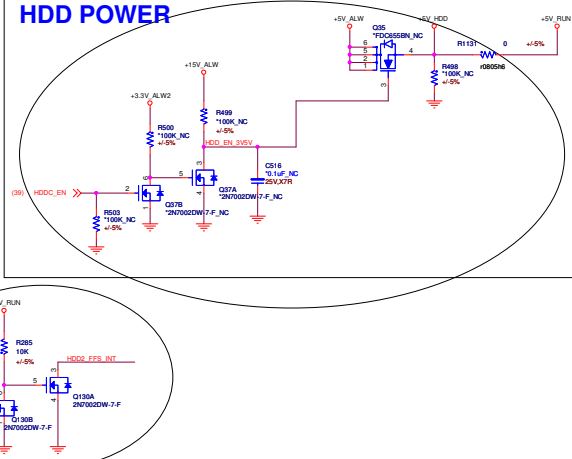 HDD POWER
+5V_ALW
Q35
*FDC655BN_NC
6
5
2
1
4
3
+5V_HDD
R1131
0
+/-5%
r0805h6
+5V_RUN
R498
*100K_NC
+/-5%
+15V_ALW
+3.3V_ALW2
R499
*100K_NC
+/-5%
R500
*100K_NC
+/-5%
HDD_EN_3V5V
C516
*0.1uF_NC
25V,X7R
3
5
4
Q37A
*2N7002DW-7-F_NC
6
2
1
Q37B
*2N7002DW-7-F_NC
(39)
HDDC_EN
R503
*100K_NC
+/-5%
V_RUN
R285
10K
+/-5%
HDD2_FFS_INT
3
5
4
Q130A
2N7002DW-7-F
Q130B
2N7002DW-7-F